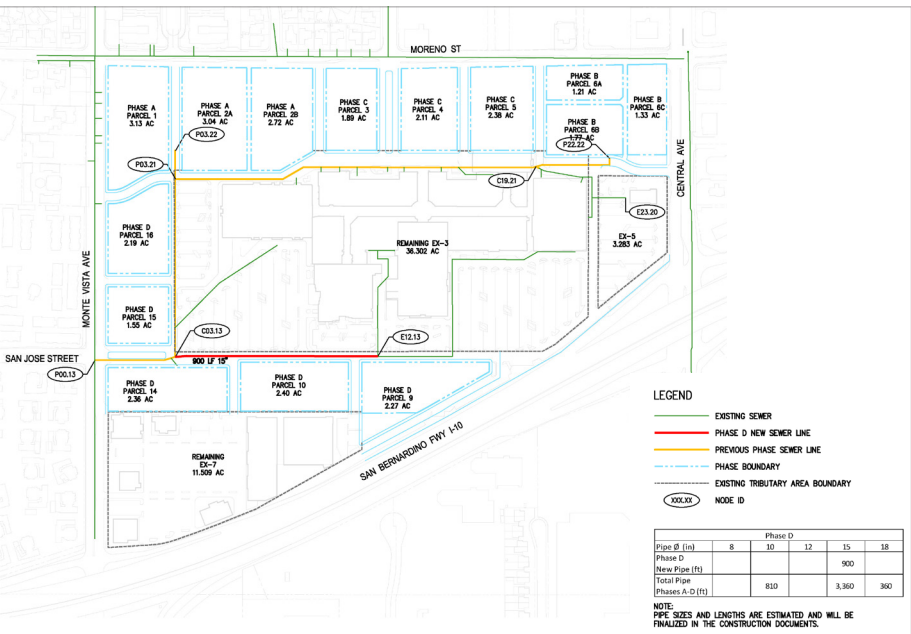 MORENO ST
PHASE A
PARCEL 1
3.13 AC
PHASE A
PARCEL 2A
3.04 AC
P03.22
PHASE A
PARCEL 2B
2.72 AC
PHASE C
PARCEL 3
1.89 AC
PHASE C
PARCEL 4
2.11 AC
PHASE C
PARCEL 5
2.38 AC
PHASE B
PARCEL 6A
1.21 AC
PHASE B
PARCEL 6B
1.77 AC
P22.22
PHASE B
PARCEL 6C
1.33 AC
CENTRAL AVE
P03.21
C19.21
E23.20
EX-5
3.283 AC
REMAINING EX-3
36.302 AC
PHASE D
PARCEL 16
2.19 AC
MONTE VISTA AVE
PHASE D
PARCEL 15
1.55 AC
C03.13
E12.13
SAN JOSE STREET
P00.13
900 LF 15"
PHASE D
PARCEL 14
2.36 AC
PHASE D
PARCEL 10
2.40 AC
PHASE D
PARCEL 9
2.27 AC
SAN BERNARDINO FWY I-10
REMAINING
EX-7
11.509 AC
LEGEND
EXISTING SEWER
PHASE D NEW SEWER LINE
PREVIOUS PHASE SEWER LINE
PHASE BOUNDARY
EXISTING TRIBUTARY AREA BOUNDARY
XXX.XX NODE ID
Phase D
Pipe Ø (in) 8 10 12 15 18
Phase D
New Pipe (ft) 900
Total Pipe
Phases A-D (ft) 810 3,360 360
NOTE:
PIPE SIZES AND LENGTHS ARE ESTIMATED AND WILL BE
FINALIZED IN THE CONSTRUCTION DOCUMENTS.